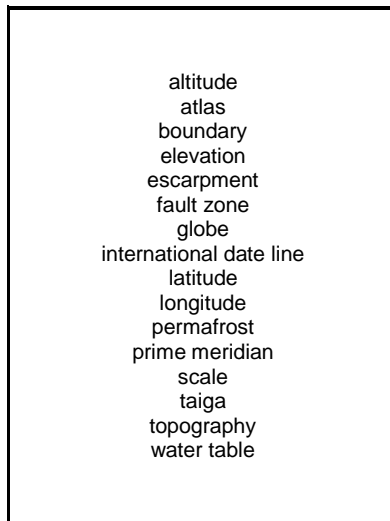 altitude
atlas
boundary
elevation
escarpment
fault zone
globe
international date line
latitude
longitude
permafrost
prime meridian
scale
taiga
topography
water table